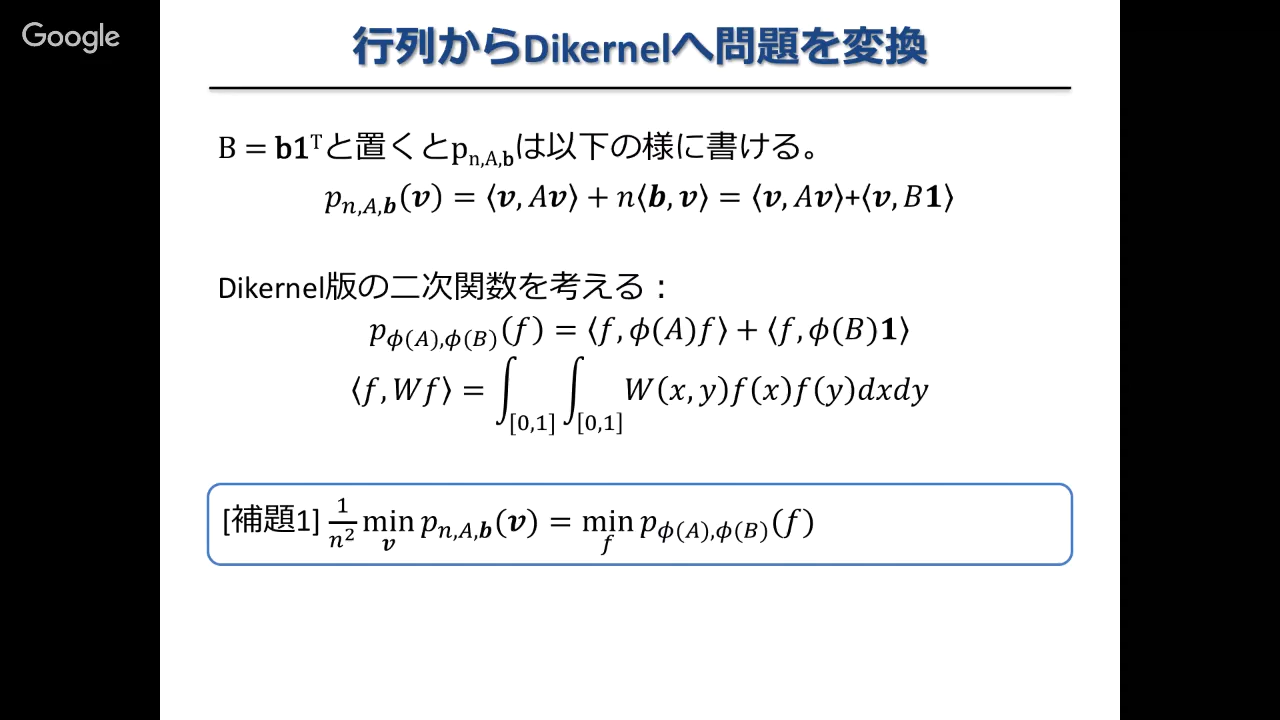 Google
行列からDikernelへ問題を変換
B = 𝐛𝟏ᵀと置くとp_{n,A,𝐛}は以下の様に書ける。
p_{n,A,𝒃}(𝒗) = ⟨𝒗, A𝒗⟩ + n⟨𝒃, 𝒗⟩ = ⟨𝒗, A𝒗⟩+⟨𝒗, B𝟏⟩
Dikernel版の二次関数を考える：
p_{ϕ(A),ϕ(B)}(f) = ⟨f, ϕ(A)f⟩ + ⟨f, ϕ(B)𝟏⟩
⟨f, Wf⟩ = ∫_{[0,1]} ∫_{[0,1]} W(x, y)f(x)f(y)dxdy
[補題1] 1/n² min_𝒗 p_{n,A,𝒃}(𝒗) = min_f p_{ϕ(A),ϕ(B)}(f)